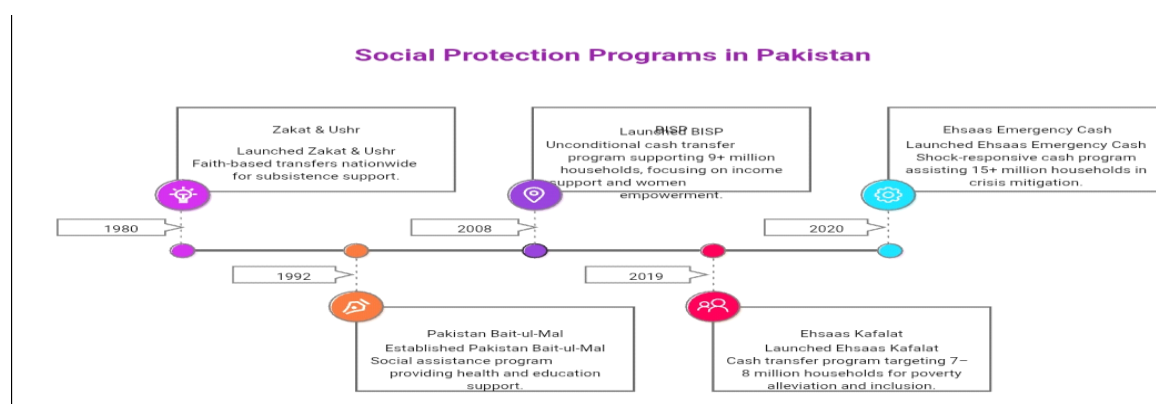 Social Protection Programs in Pakistan
Zakat & Ushr
Launched Zakat & Ushr
Faith-based transfers nationwide
for subsistence support.
1980
BISP
Launched BISP
Unconditional cash transfer
program supporting 9+ million
households, focusing on income
support and women
empowerment.
2008
Ehsaas Emergency Cash
Launched Ehsaas Emergency Cash
Shock-responsive cash program
assisting 15+ million households in
crisis mitigation.
2020
1992
Pakistan Bait-ul-Mal
Established Pakistan Bait-ul-Mal
Social assistance program
providing health and education
support.
2019
Ehsaas Kafalat
Launched Ehsaas Kafalat
Cash transfer program targeting 7–
8 million households for poverty
alleviation and inclusion.